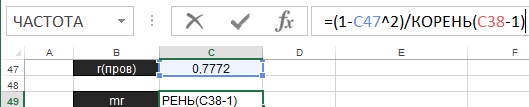 ЧАСТОТА =(1-C47^2)/КОРЕНЬ(C38-1)
A B C D E F
47 r(пров) 0,7772
48
49 mr РЕНЬ(C38-1)